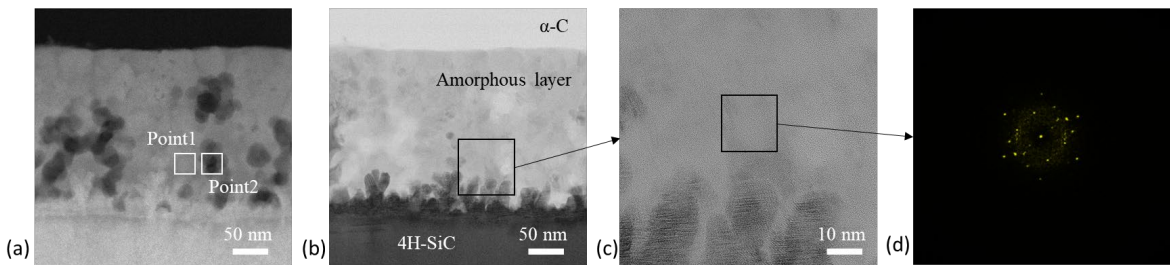 Point1
Point2
50 nm
(a)
α-C
Amorphous layer
4H-SiC
50 nm
(b)
10 nm
(c)
(d)